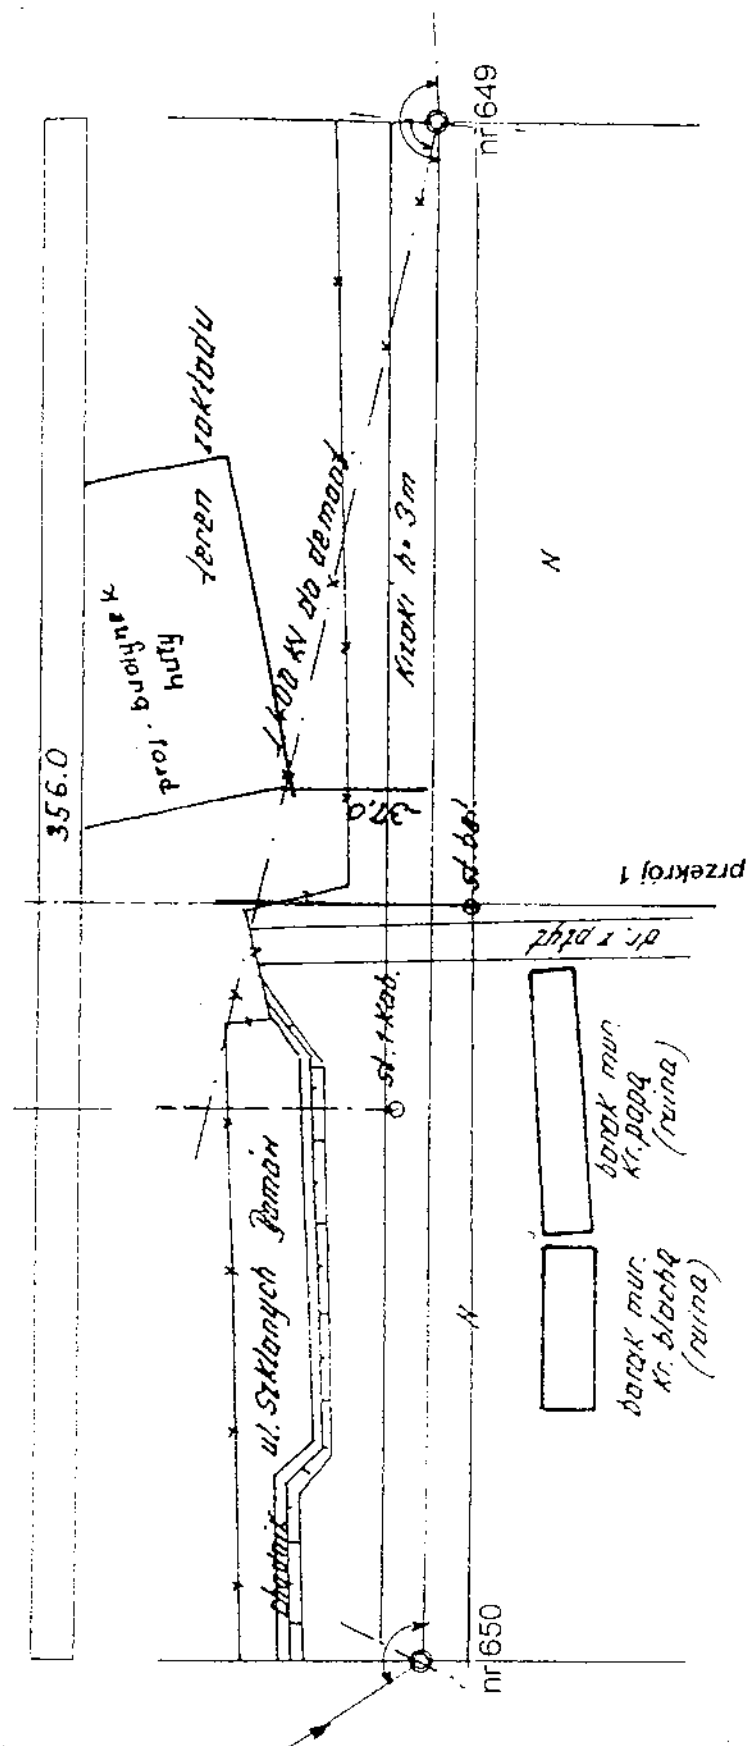 356.0
nr 649
teren zakładu
proj. budynek
huty
400 kV do demont.
krzaki h=3m
N
37,0
przekrój 1
dr. z płyt
st. 1 kab.
barak mur.
kr. papą
(ruina)
barak mur.
kr. blachą
(ruina)
ul. Szklanych Domów
N
chodnik
nr 650